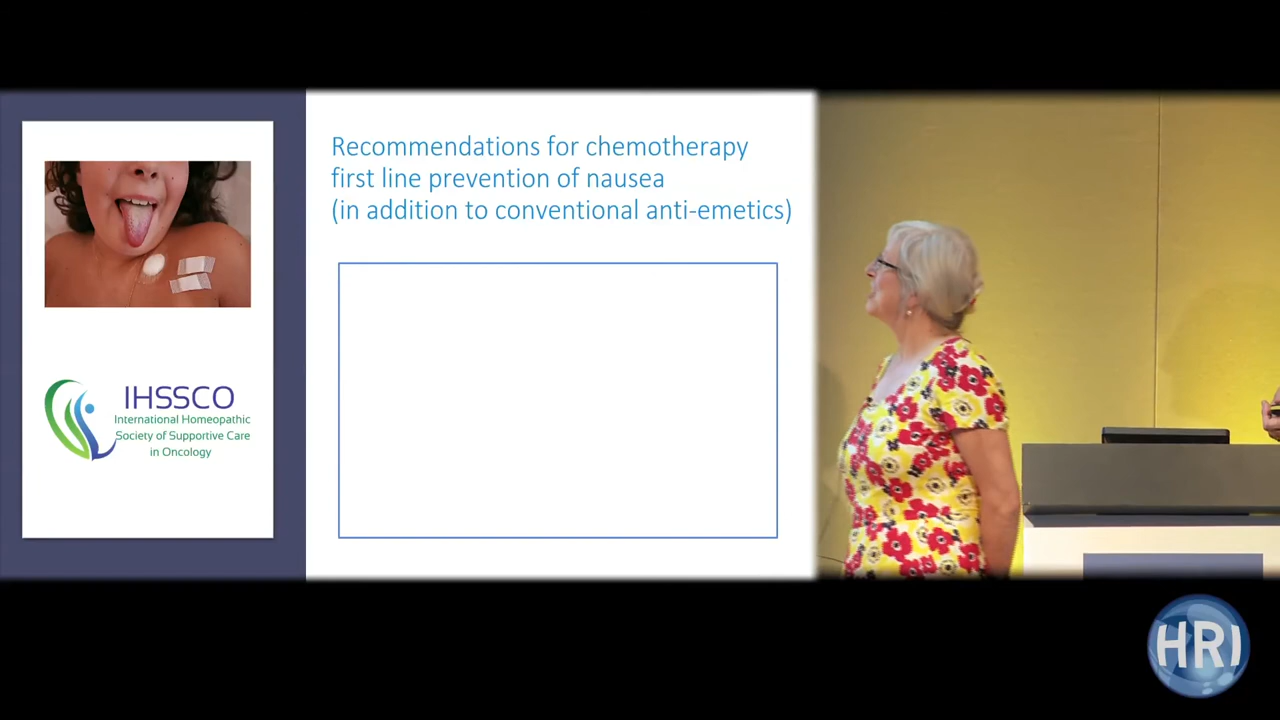 Recommendations for chemotherapy
first line prevention of nausea
(in addition to conventional anti-emetics)
IHSSCO
International Homeopathic
Society of Supportive Care
in Oncology
HRI